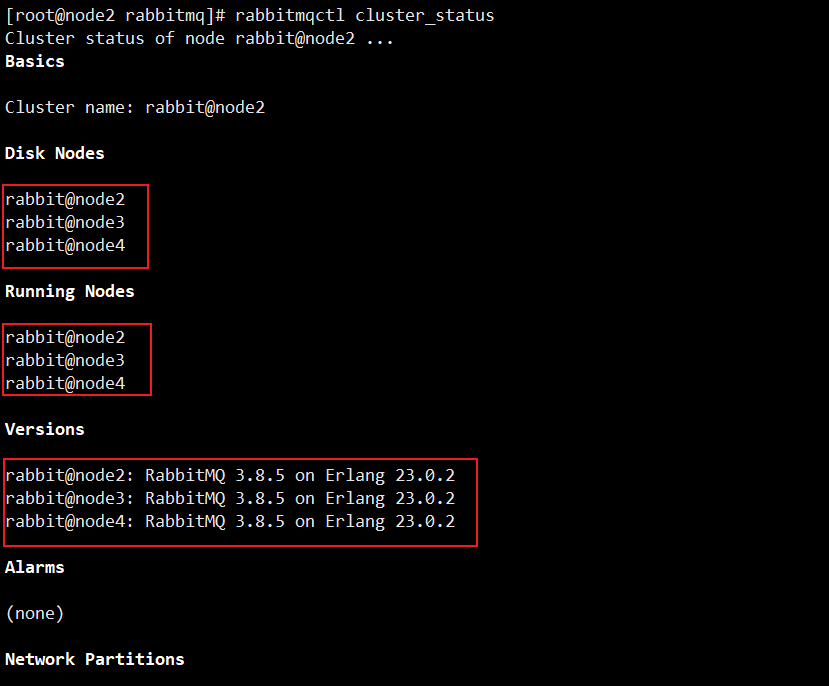 [root@node2 rabbitmq]# rabbitmqctl cluster_status
Cluster status of node rabbit@node2 ...
Basics
Cluster name: rabbit@node2
Disk Nodes
rabbit@node2
rabbit@node3
rabbit@node4
Running Nodes
rabbit@node2
rabbit@node3
rabbit@node4
Versions
rabbit@node2: RabbitMQ 3.8.5 on Erlang 23.0.2
rabbit@node3: RabbitMQ 3.8.5 on Erlang 23.0.2
rabbit@node4: RabbitMQ 3.8.5 on Erlang 23.0.2
Alarms
(none)
Network Partitions